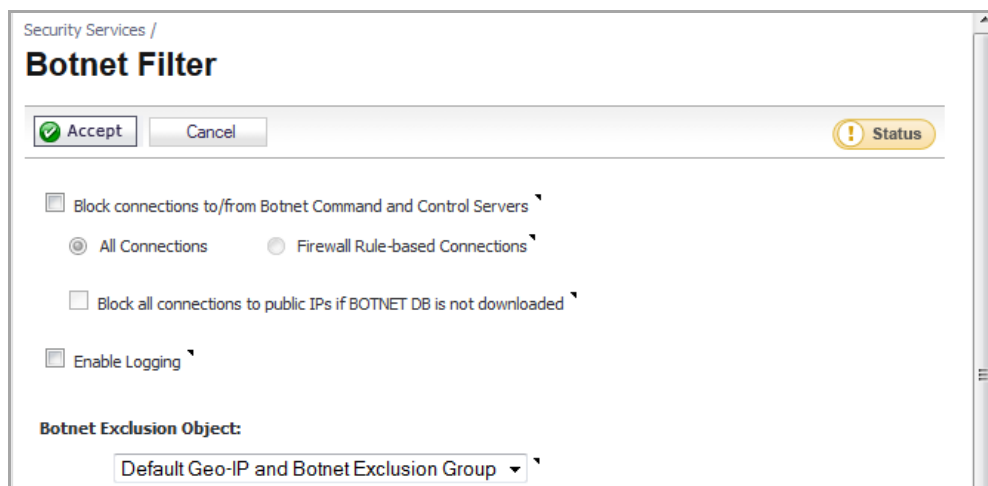 Security Services /
Botnet Filter
Accept Cancel Status
Block connections to/from Botnet Command and Control Servers
All Connections Firewall Rule-based Connections
Block all connections to public IPs if BOTNET DB is not downloaded
Enable Logging
Botnet Exclusion Object:
Default Geo-IP and Botnet Exclusion Group